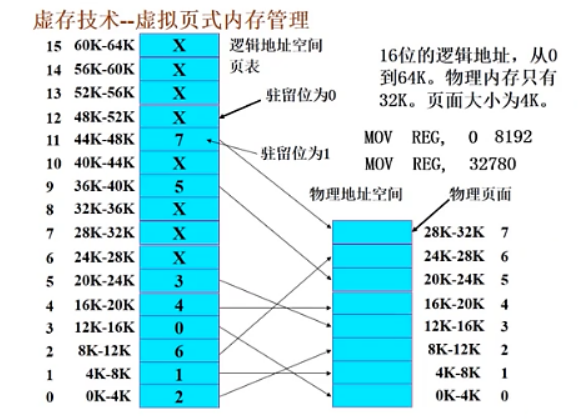 虚存技术--虚拟页式内存管理
15 60K-64K X 逻辑地址空间
页表
14 56K-60K X
13 52K-56K X
12 48K-52K X
11 44K-48K 7
10 40K-44K X
9 36K-40K 5
8 32K-36K X
7 28K-32K X
6 24K-28K X
5 20K-24K 3
4 16K-20K 4
3 12K-16K 0
2 8K-12K 6
1 4K-8K 1
0 0K-4K 2
驻留位为0
驻留位为1
16位的逻辑地址，从0
到64K。物理内存只有
32K。页面大小为4K。
MOV REG, 0 8192
MOV REG, 32780
物理地址空间 物理页面
28K-32K 7
24K-28K 6
20K-24K 5
16K-20K 4
12K-16K 3
8K-12K 2
4K-8K 1
0K-4K 0